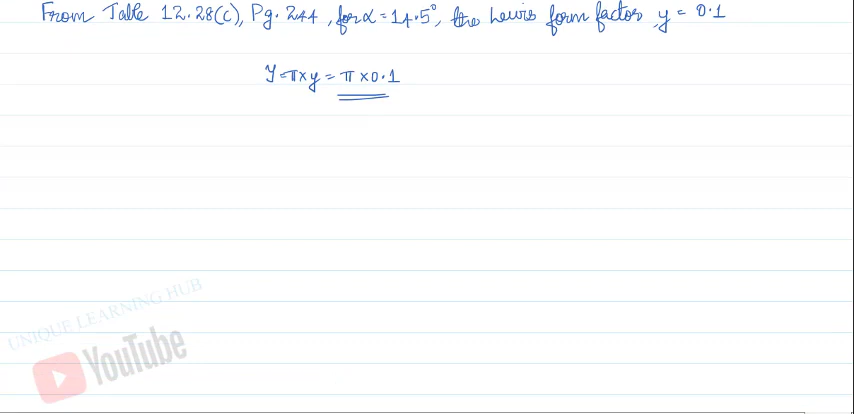 From Table 12.28(c), Pg. 244, for α = 14.5°, the Lewis form factor, y = 0.1
Y = π x y = π x 0.1
UNIQUE LEARNING HUB
YouTube